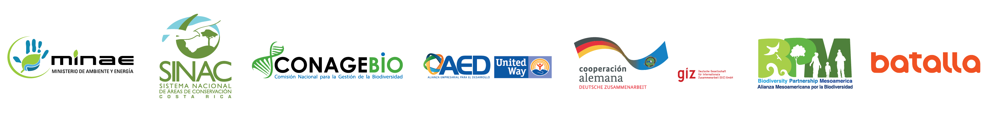 minae
MINISTERIO DE AMBIENTE Y ENERGÍA
SINAC
SISTEMA NACIONAL
DE ÁREAS DE CONSERVACIÓN
COSTA RICA
CONAGEBIO
Comisión Nacional para la Gestión de la Biodiversidad
AED
ALIANZA EMPRESARIAL PARA EL DESARROLLO
United
Way
cooperación
alemana
DEUTSCHE ZUSAMMENARBEIT
giz
Deutsche Gesellschaft
für Internationale
Zusammenarbeit (GIZ) GmbH
BPM
Biodiversity Partnership Mesoamerica
Alianza Mesoamericana por la Biodiversidad
batalla